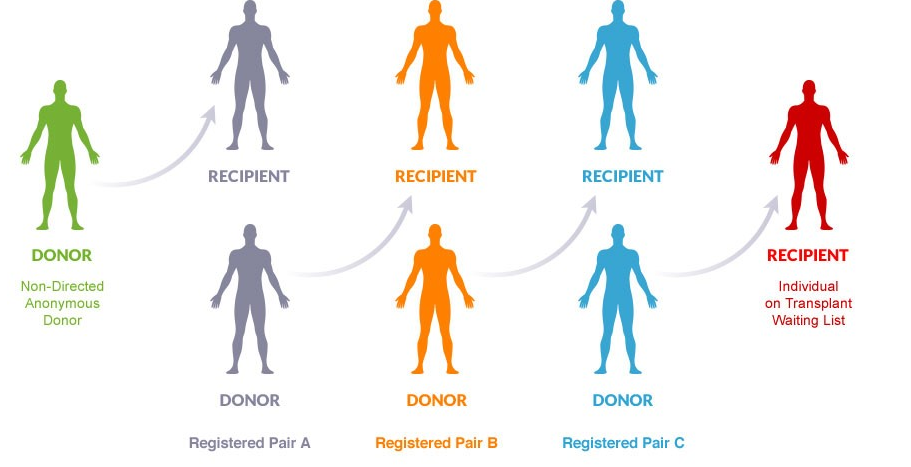 RECIPIENT
RECIPIENT
RECIPIENT
DONOR
Non-Directed
Anonymous
Donor
RECIPIENT
Individual
on Transplant
Waiting List
DONOR
DONOR
DONOR
Registered Pair A
Registered Pair B
Registered Pair C